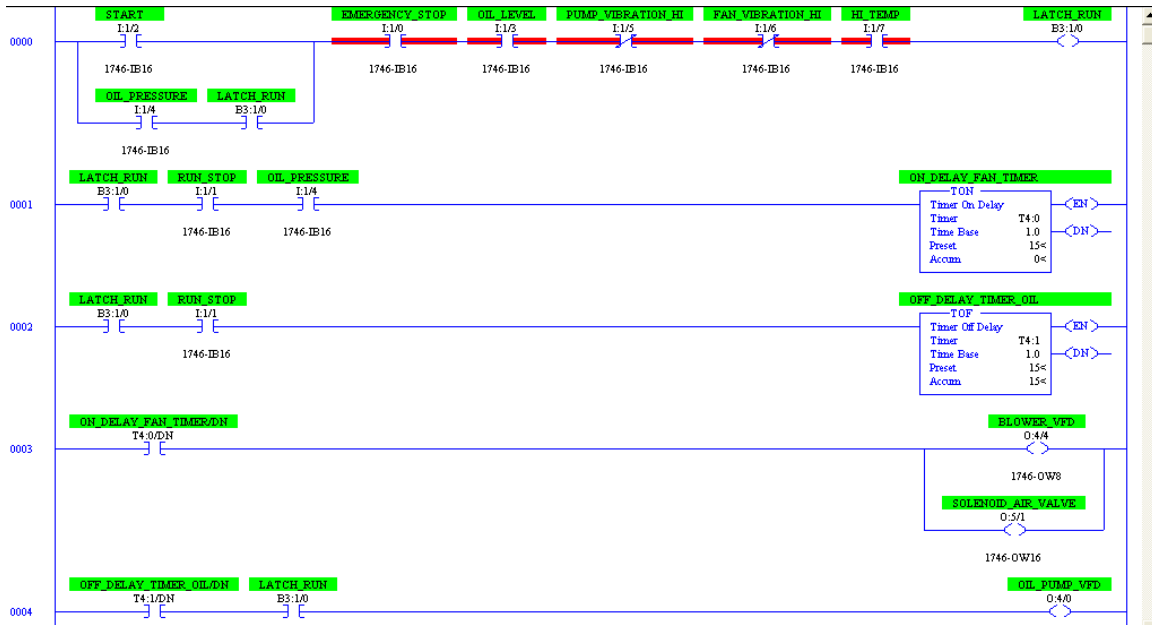 START EMERGENCY_STOP OIL_LEVEL PUMP_VIBRATION_HI FAN_VIBRATION_HI HI_TEMP LATCH_RUN
I:1/2 I:1/0 I:1/3 I:1/5 I:1/6 I:1/7 B3:1/0
0000
1746-IB16 1746-IB16 1746-IB16 1746-IB16 1746-IB16 1746-IB16
OIL_PRESSURE LATCH_RUN
I:1/4 B3:1/0
1746-IB16
LATCH_RUN RUN_STOP OIL_PRESSURE ON_DELAY_FAN_TIMER
B3:1/0 I:1/1 I:1/4 TON
0001 Timer On Delay EN
Timer T4:0
1746-IB16 1746-IB16 Time Base 1.0 DN
Preset 15<
Accum 0<
LATCH_RUN RUN_STOP OFF_DELAY_TIMER_OIL
B3:1/0 I:1/1 TOF
0002 Timer Off Delay EN
Timer T4:1
1746-IB16 Time Base 1.0 DN
Preset 15<
Accum 15<
ON_DELAY_FAN_TIMER/DN BLOWER_VFD
T4:0/DN O:4/4
0003
1746-OW8
SOLENOID_AIR_VALVE
O:5/1
1746-OW16
OFF_DELAY_TIMER_OIL/DN LATCH_RUN OIL_PUMP_VFD
T4:1/DN B3:1/0 O:4/0
0004